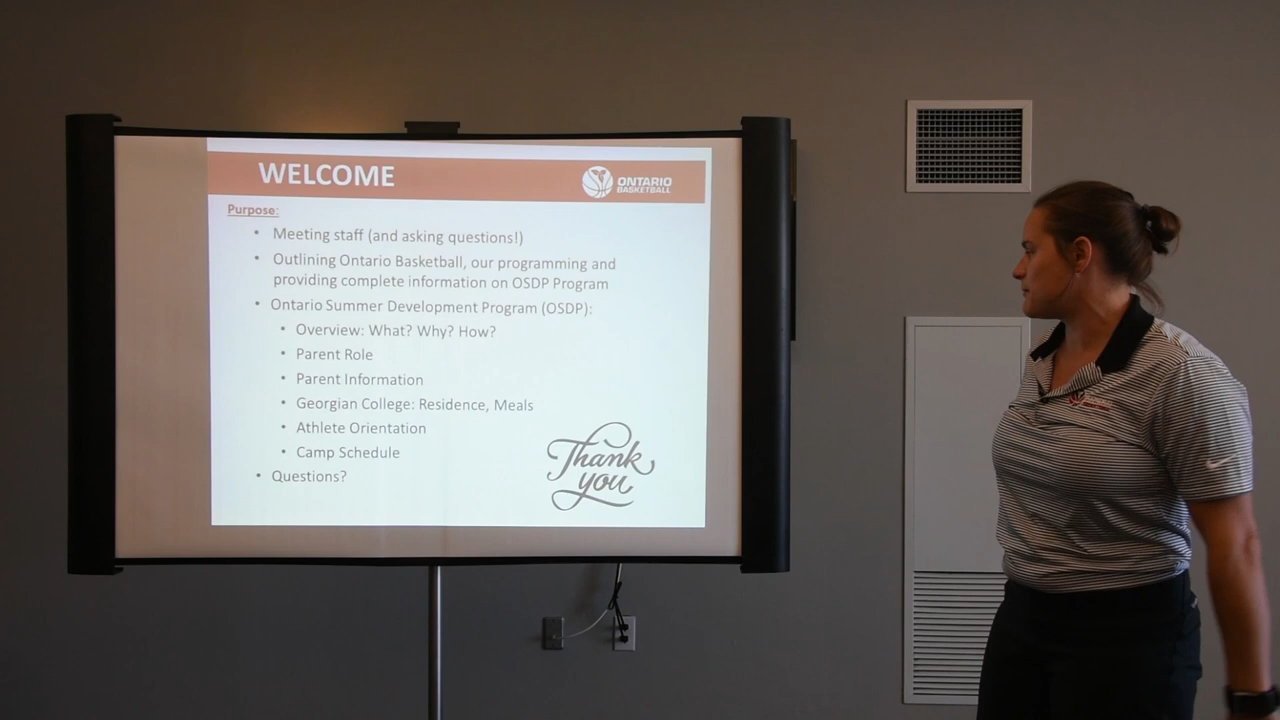 WELCOME
ONTARIO
BASKETBALL
Purpose:
• Meeting staff (and asking questions!)
• Outlining Ontario Basketball, our programming and
providing complete information on OSDP Program
• Ontario Summer Development Program (OSDP):
• Overview: What? Why? How?
• Parent Role
• Parent Information
• Georgian College: Residence, Meals
• Athlete Orientation
• Camp Schedule
• Questions?
Thank
you